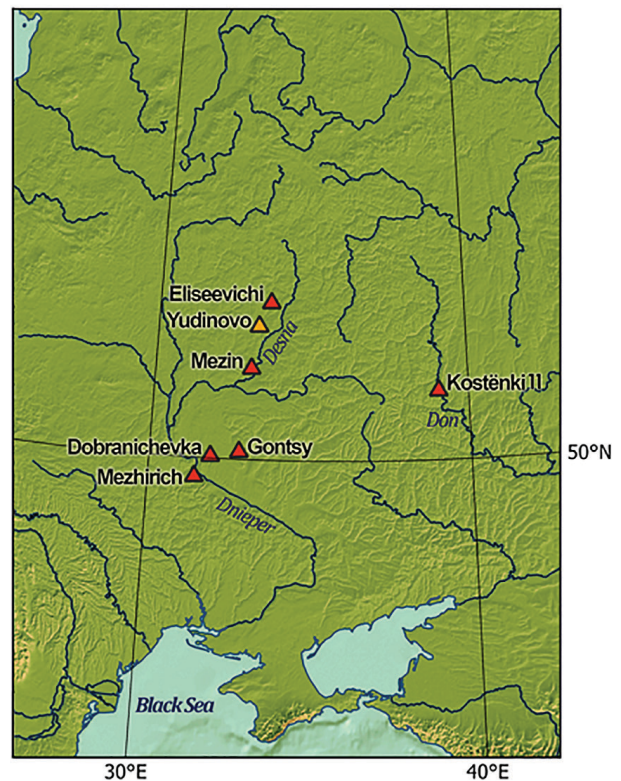 Eliseevichi
Yudinovo
Desna
Mezin
Kostënki 11
Don
Dobranichevka
Gontsy
50°N
Mezhirich
Dnieper
Black Sea
30°E
40°E